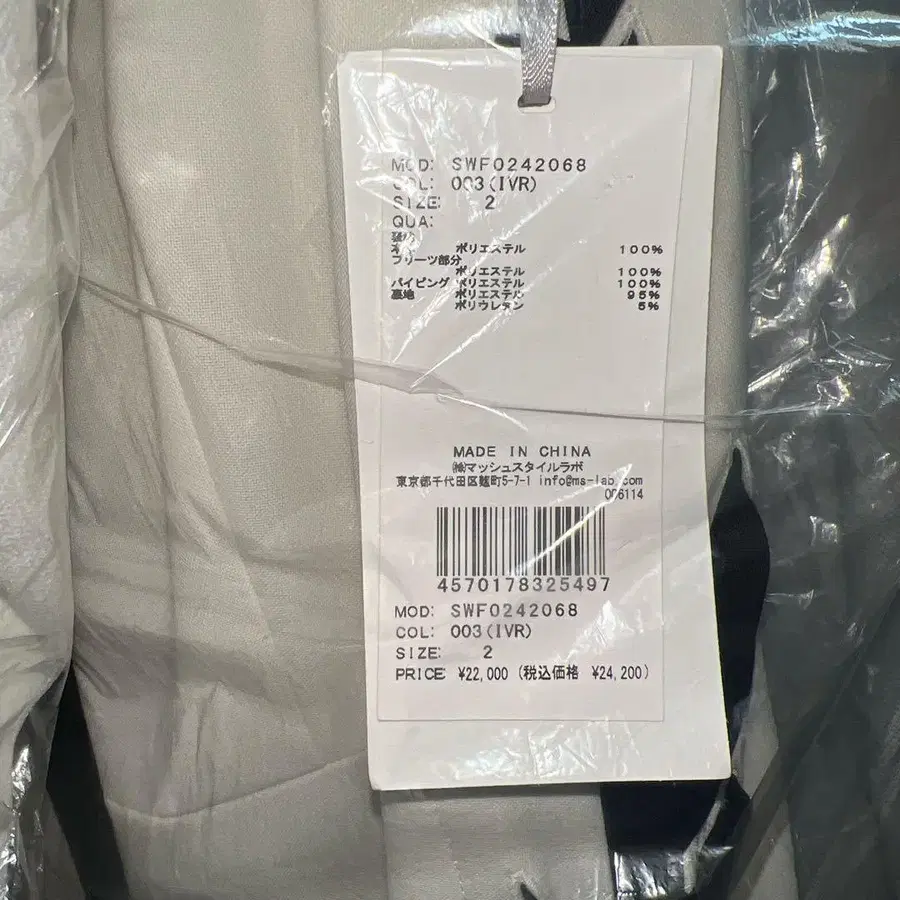 MOD: SWF0242068
COL: 003(IVR)
SIZE: 2
QUA:
ポリエステル 100%
プリーツ部分
ポリエステル 100%
パイピング ポリエステル 100%
裏地 ポリエステル 95%
ポリウレタン 5%
MADE IN CHINA
㈱マッシュスタイルラボ
東京都千代田区麹町5-7-1 info@ms-lab.com
006114
4570178325497
MOD: SWF0242068
COL: 003(IVR)
SIZE: 2
PRICE: ¥22,000 (税込価格 ¥24,200)